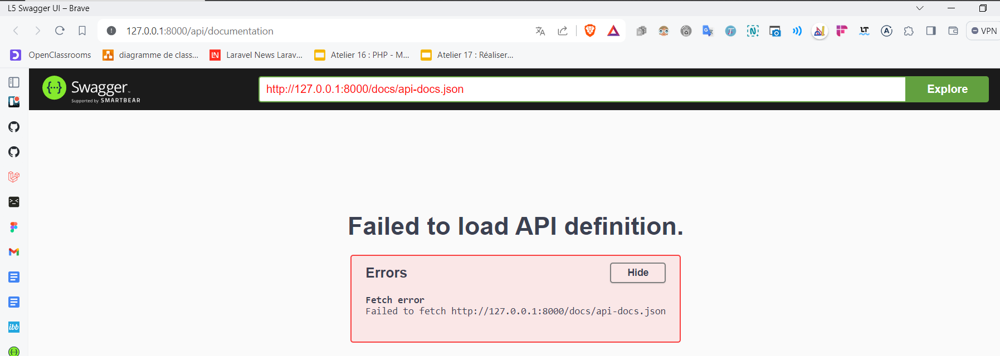 L5 Swagger UI – Brave
127.0.0.1:8000/api/documentation
VPN
OpenClassrooms
diagramme de class...
LN
Laravel News Larav...
Atelier 16 : PHP - M...
Atelier 17 : Réaliser...
{···} Swagger™
Supported by SMARTBEAR
http://127.0.0.1:8000/docs/api-docs.json
Explore
Failed to load API definition.
Errors
Hide
Fetch error
Failed to fetch http://127.0.0.1:8000/docs/api-docs.json
ibb